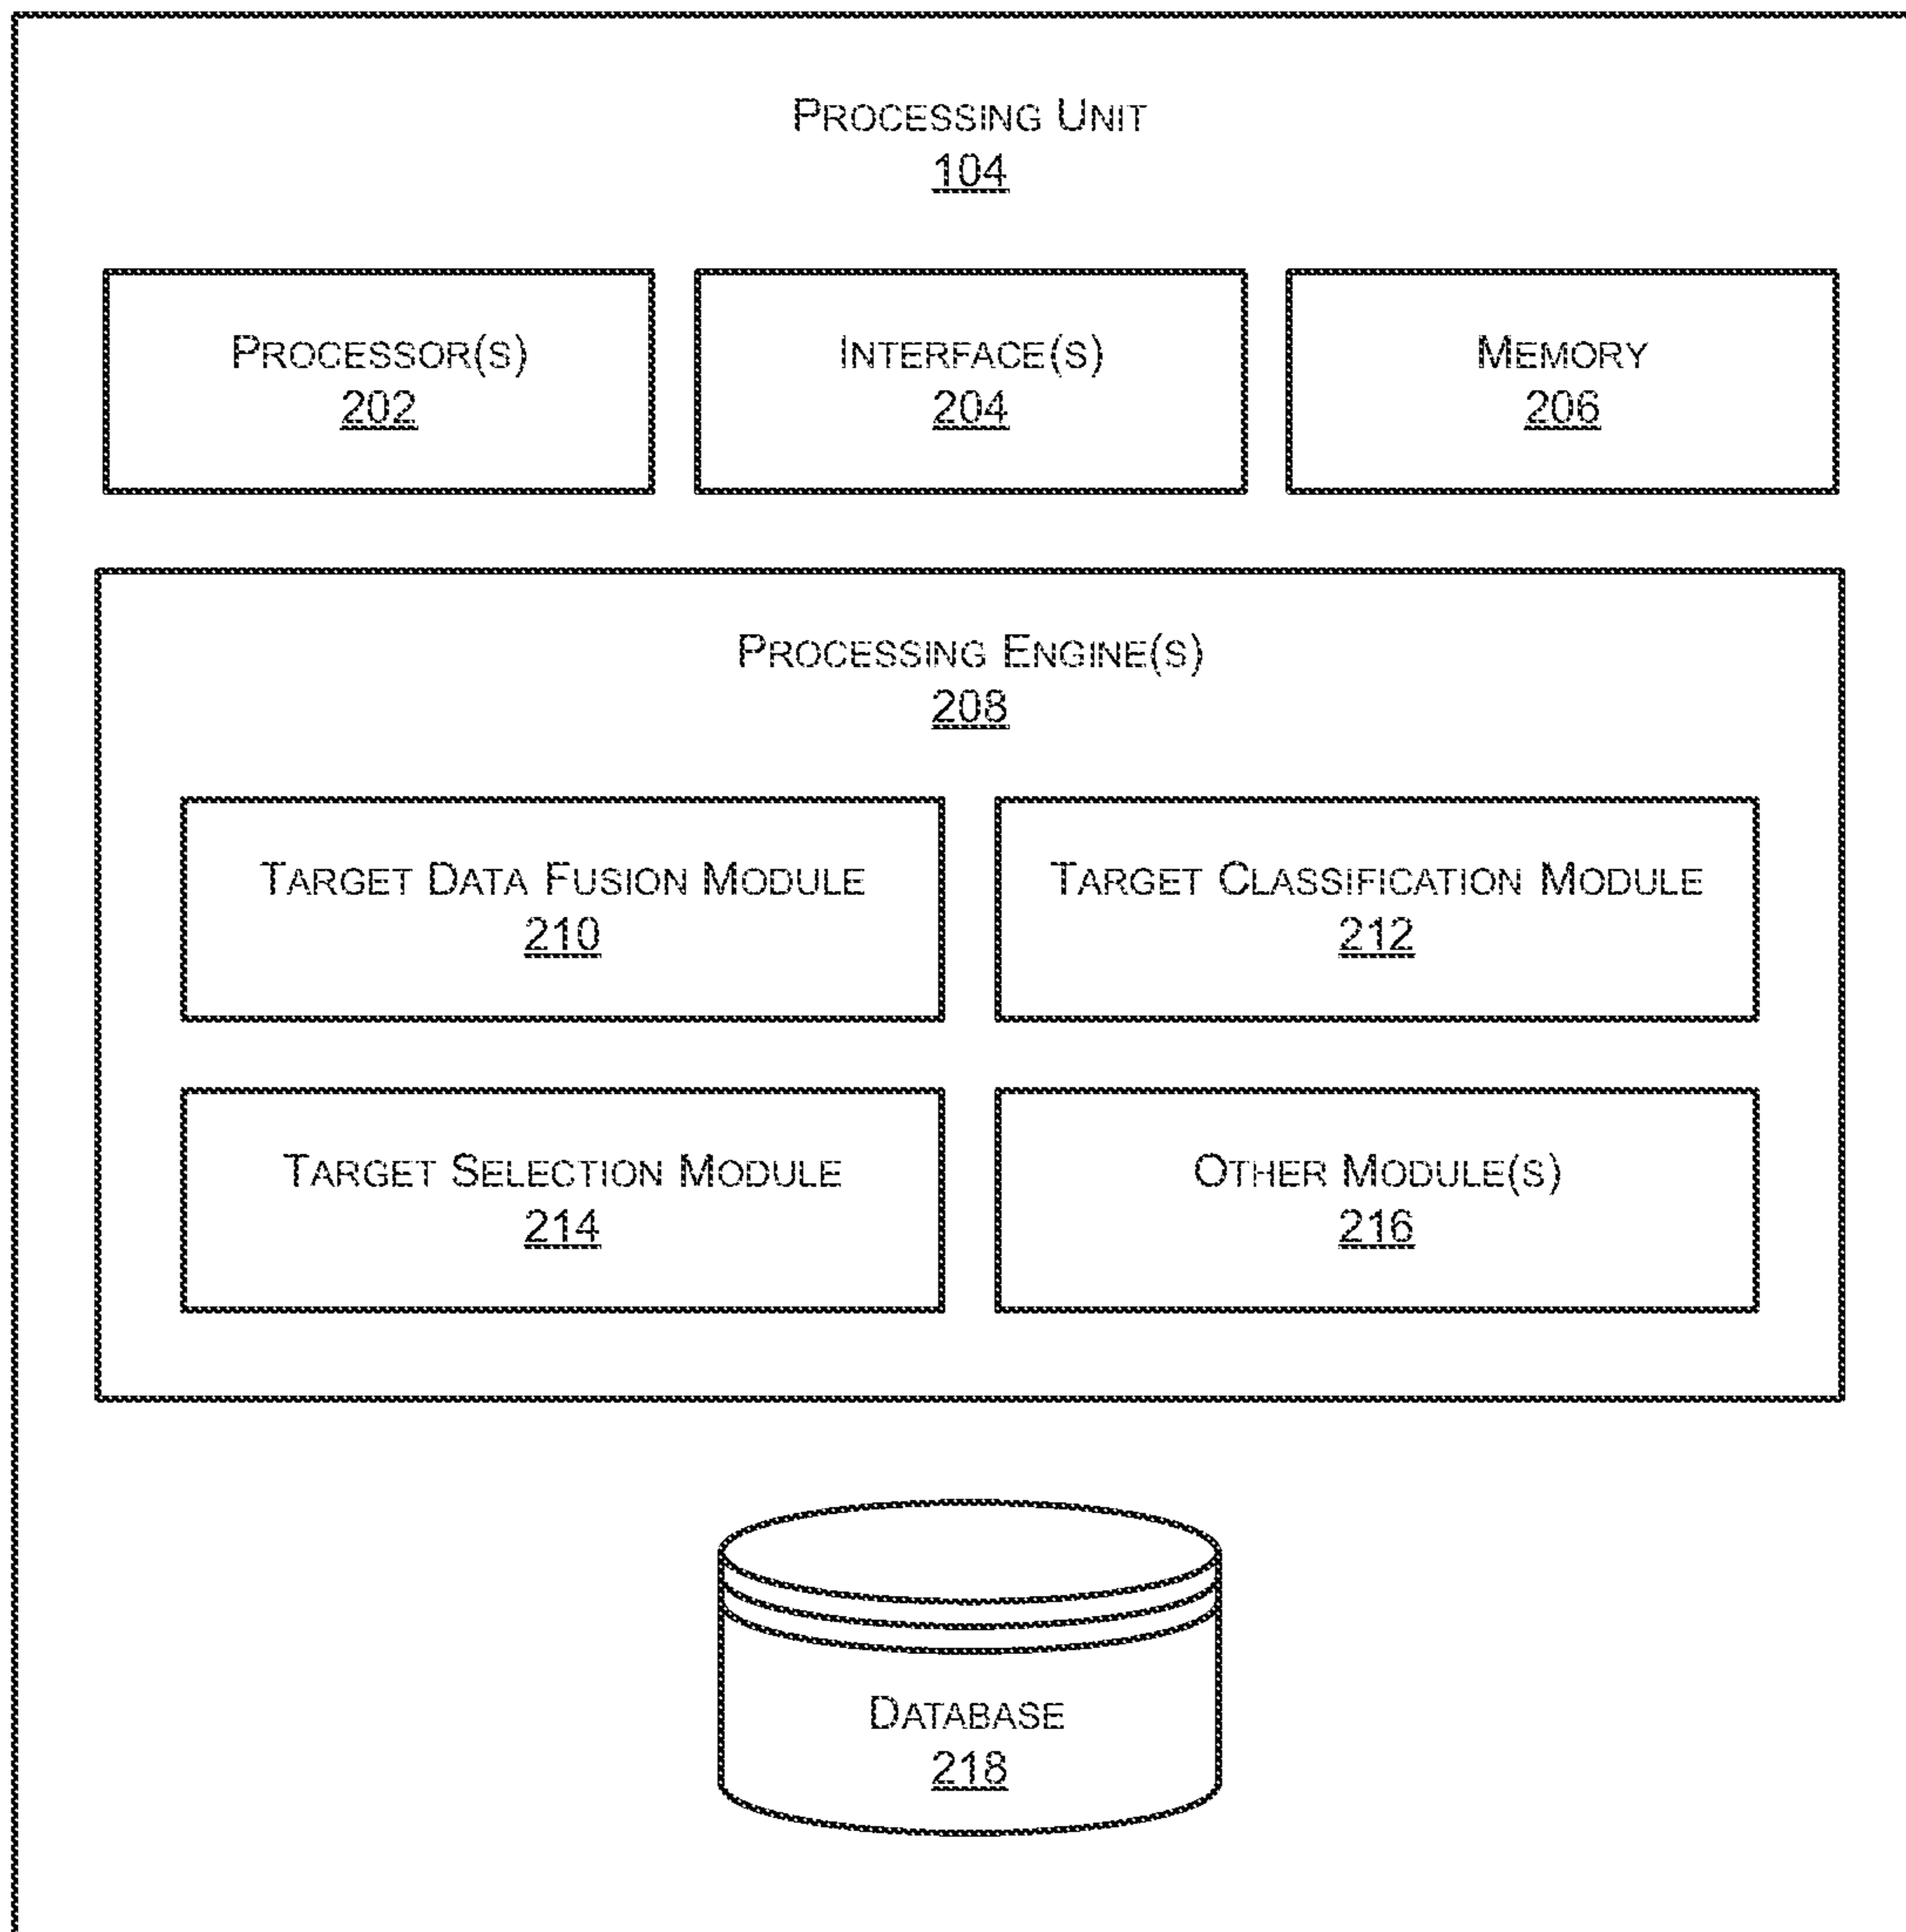 PROCESSING UNIT
104
PROCESSOR(S)
202
INTERFACE(S)
204
MEMORY
206
PROCESSING ENGINE(S)
208
TARGET DATA FUSION MODULE
210
TARGET CLASSIFICATION MODULE
212
TARGET SELECTION MODULE
214
OTHER MODULE(S)
216
DATABASE
218